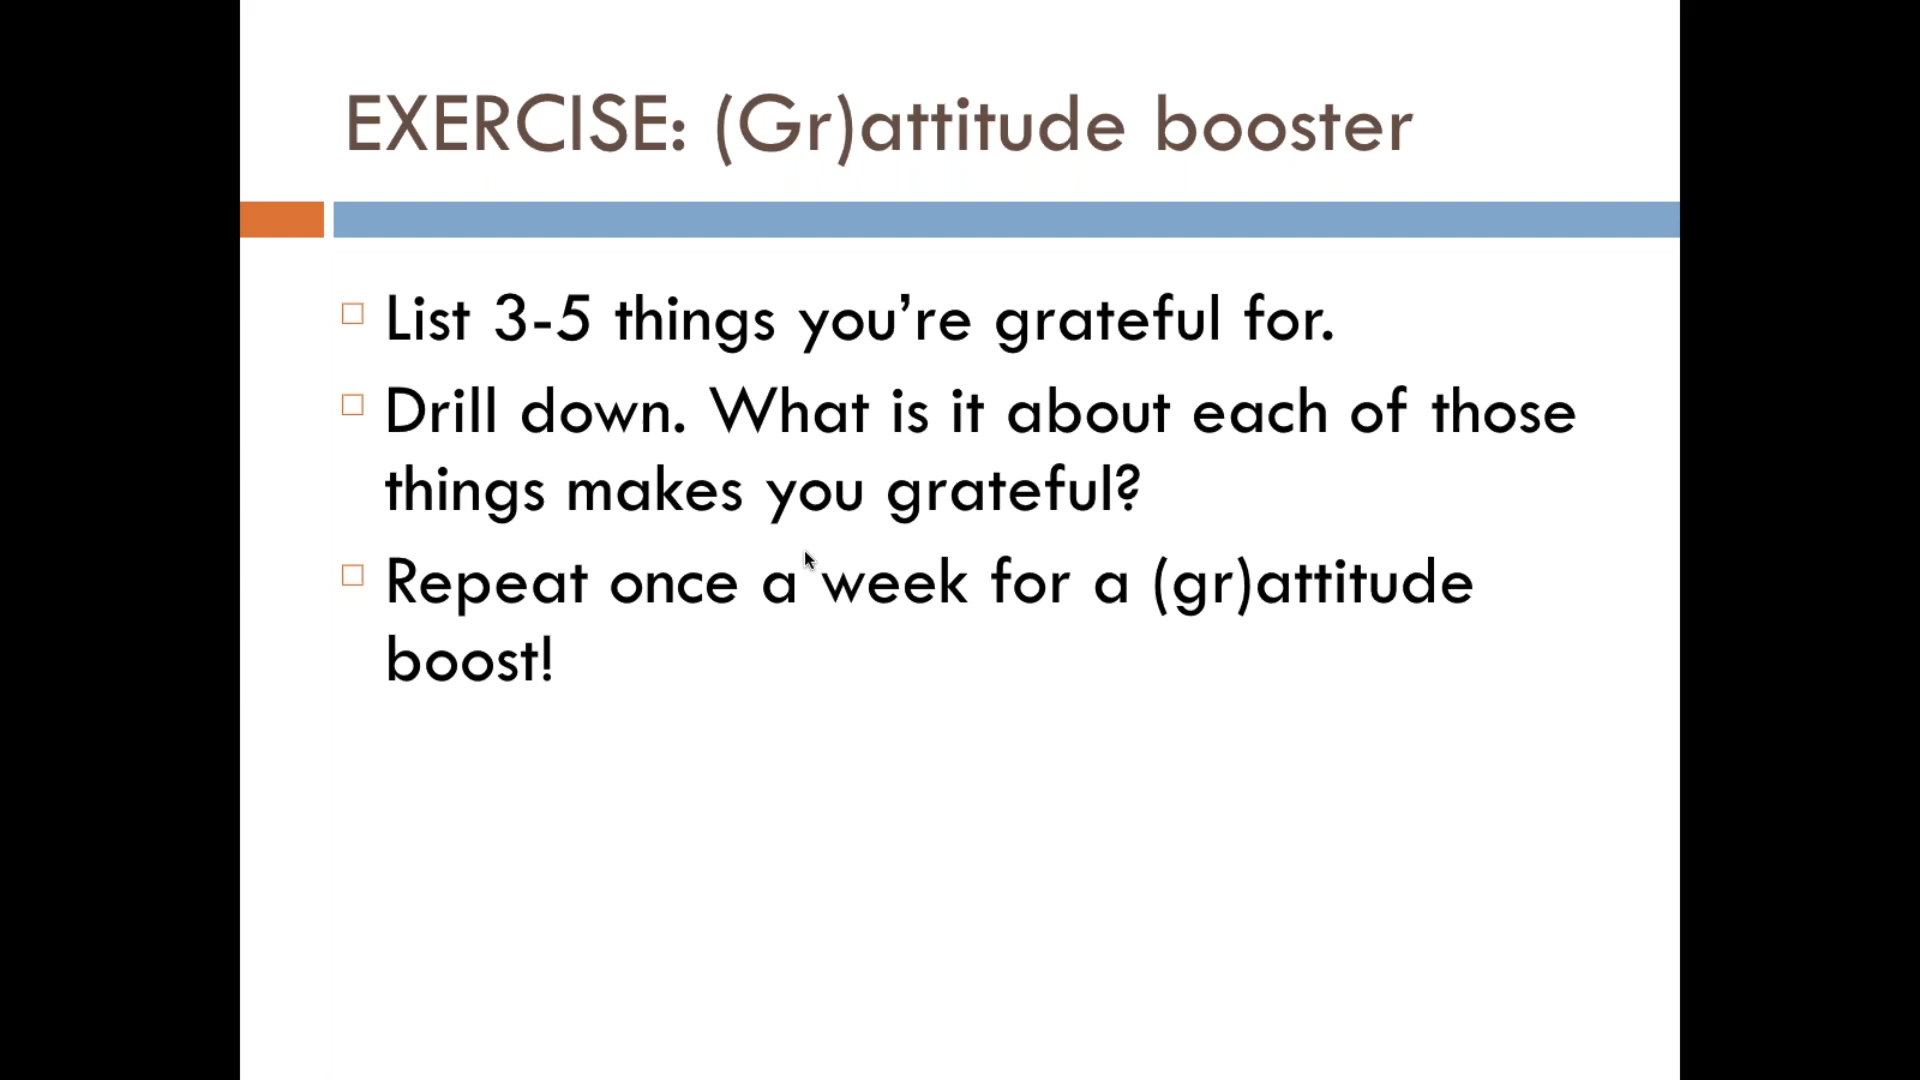 EXERCISE: (Gr)attitude booster
List 3-5 things you’re grateful for.
Drill down. What is it about each of those
things makes you grateful?
Repeat once a week for a (gr)attitude
boost!